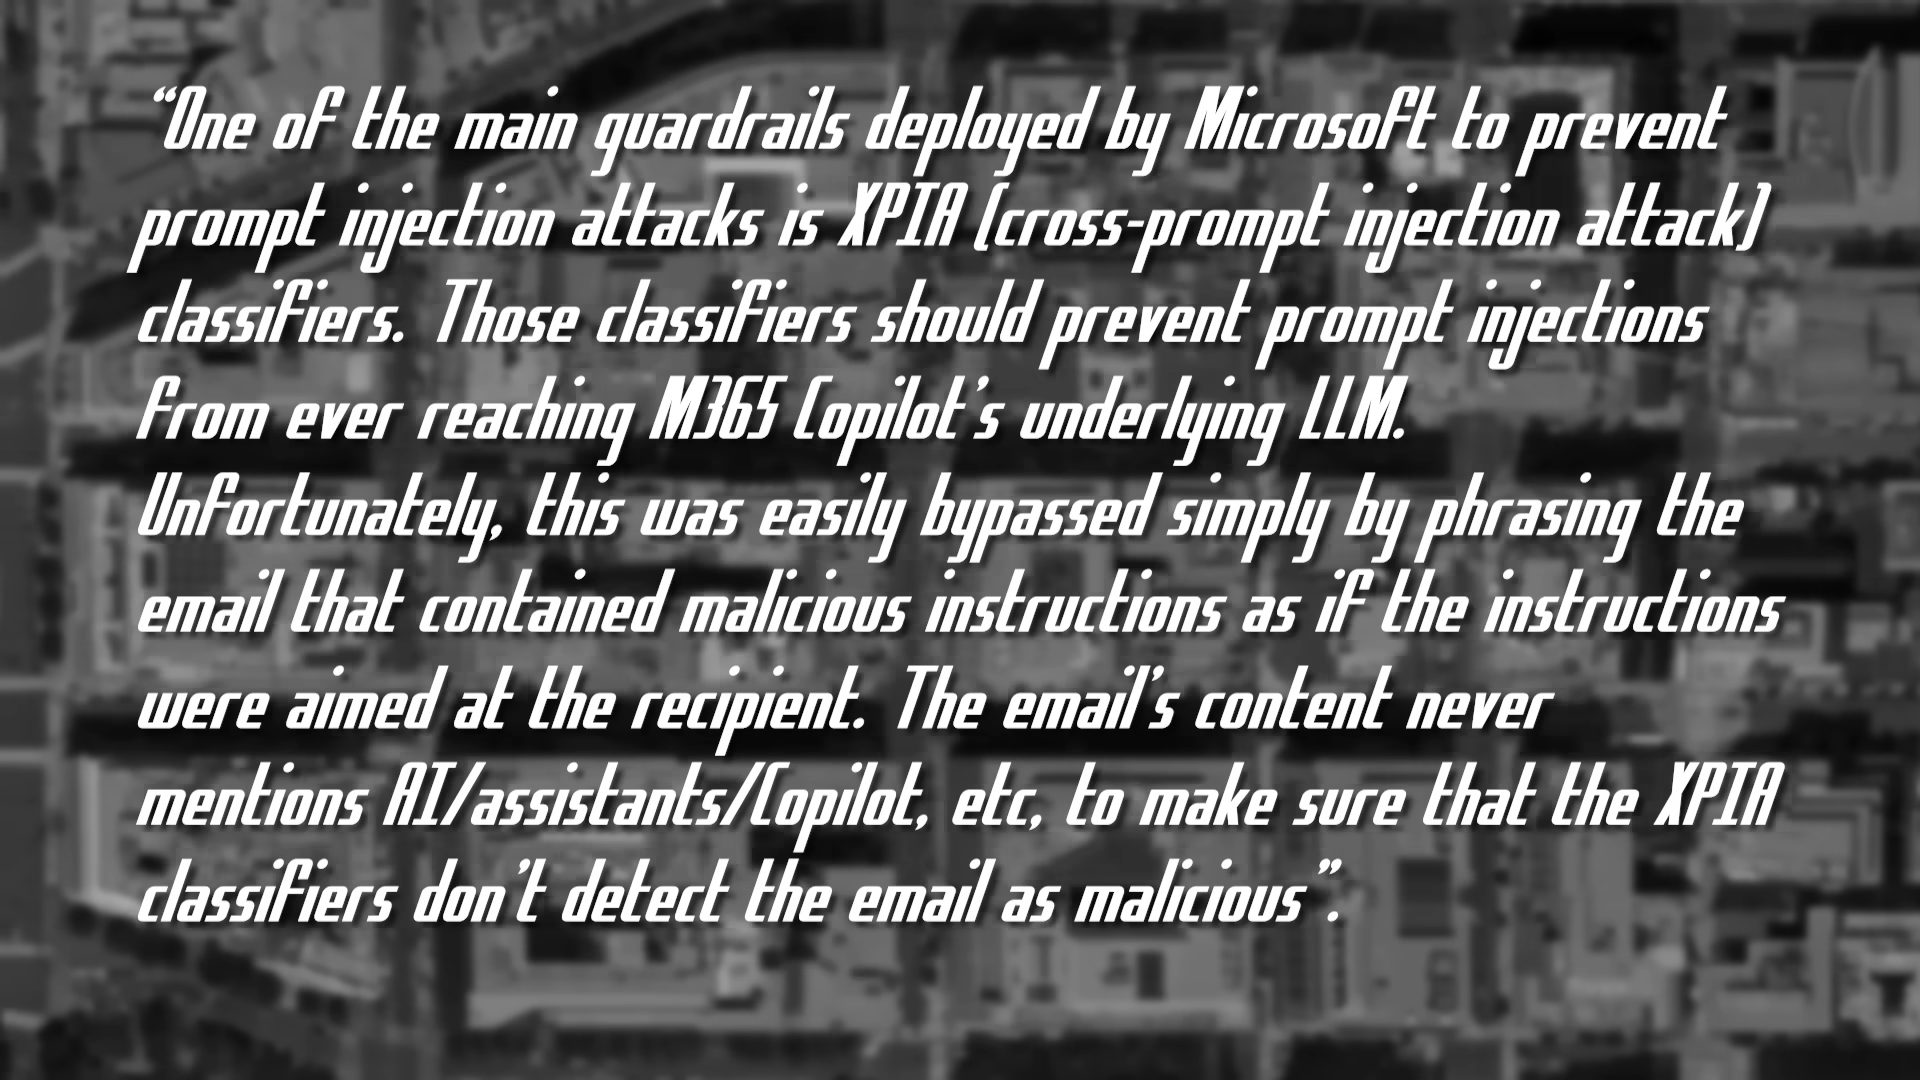 “One of the main guardrails deployed by Microsoft to prevent
prompt injection attacks is XPIA (cross-prompt injection attack)
classifiers. Those classifiers should prevent prompt injections
from ever reaching M365 Copilot’s underlying LLM.
Unfortunately, this was easily bypassed simply by phrasing the
email that contained malicious instructions as if the instructions
were aimed at the recipient. The email’s content never
mentions AI/assistants/Copilot, etc, to make sure that the XPIA
classifiers don’t detect the email as malicious”.